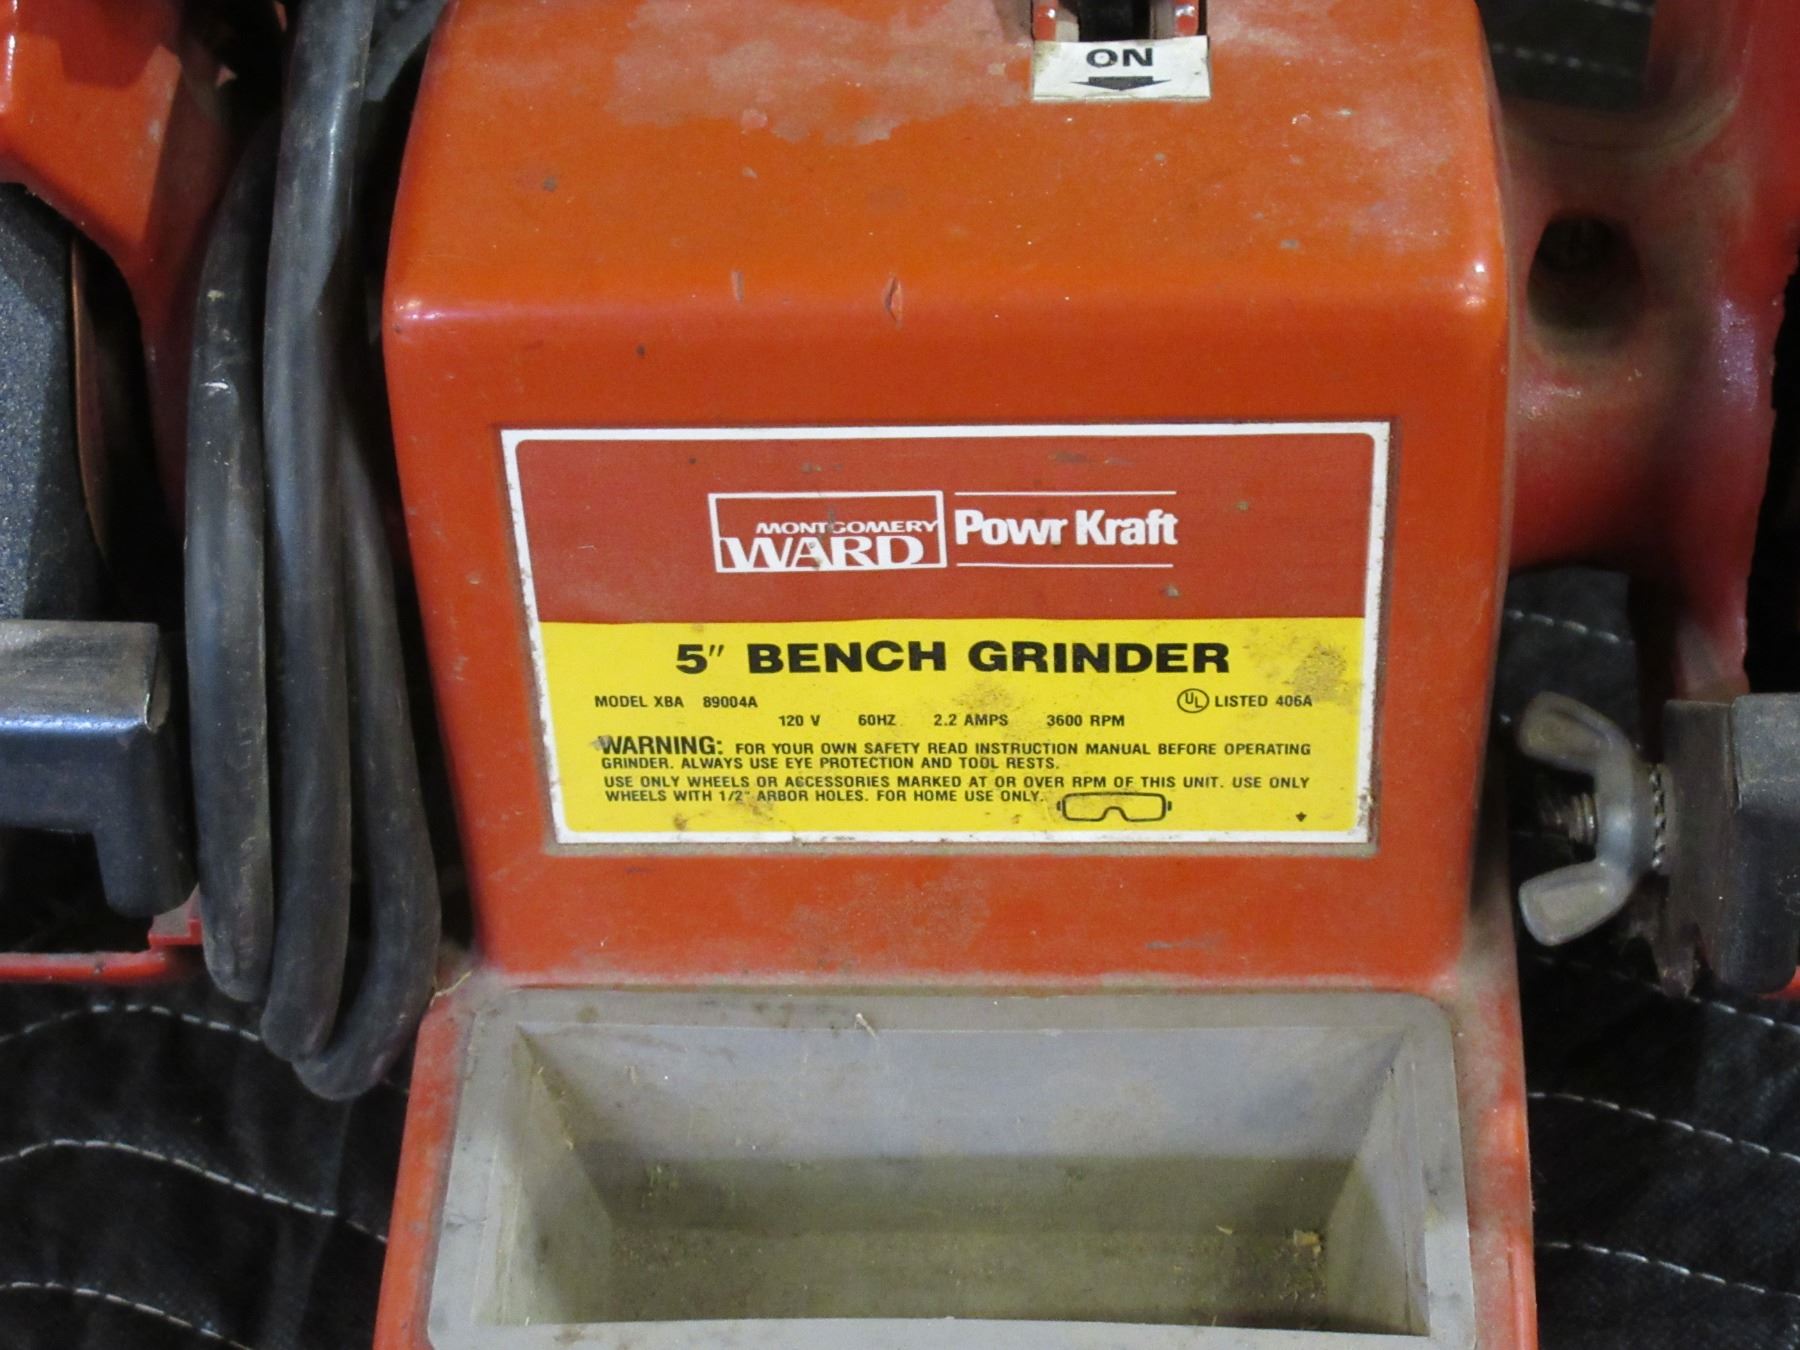 ON
MONTGOMERY
WARD
Powr Kraft
5" BENCH GRINDER
MODEL XBA 89004A
UL LISTED 406A
120 V 60HZ 2.2 AMPS 3600 RPM
WARNING: FOR YOUR OWN SAFETY READ INSTRUCTION MANUAL BEFORE OPERATING
GRINDER. ALWAYS USE EYE PROTECTION AND TOOL RESTS.
USE ONLY WHEELS OR ACCESSORIES MARKED AT OR OVER RPM OF THIS UNIT. USE ONLY
WHEELS WITH 1/2" ARBOR HOLES. FOR HOME USE ONLY.